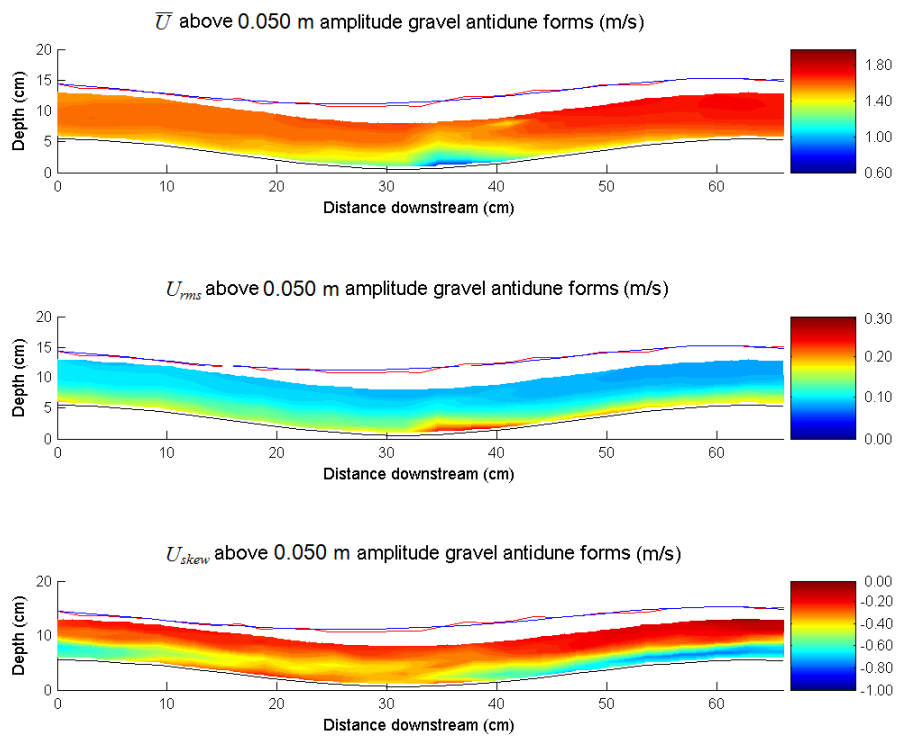 U̅ above 0.050 m amplitude gravel antidune forms (m/s)
20
15
10
5
0
Depth (cm)
0 10 20 30 40 50 60
Distance downstream (cm)
1.80
1.40
1.00
0.60
U_rms above 0.050 m amplitude gravel antidune forms (m/s)
20
15
10
5
0
Depth (cm)
0 10 20 30 40 50 60
Distance downstream (cm)
0.30
0.20
0.10
0.00
U_skew above 0.050 m amplitude gravel antidune forms (m/s)
20
10
0
Depth (cm)
0 10 20 30 40 50 60
Distance downstream (cm)
0.00
-0.20
-0.40
-0.60
-0.80
-1.00